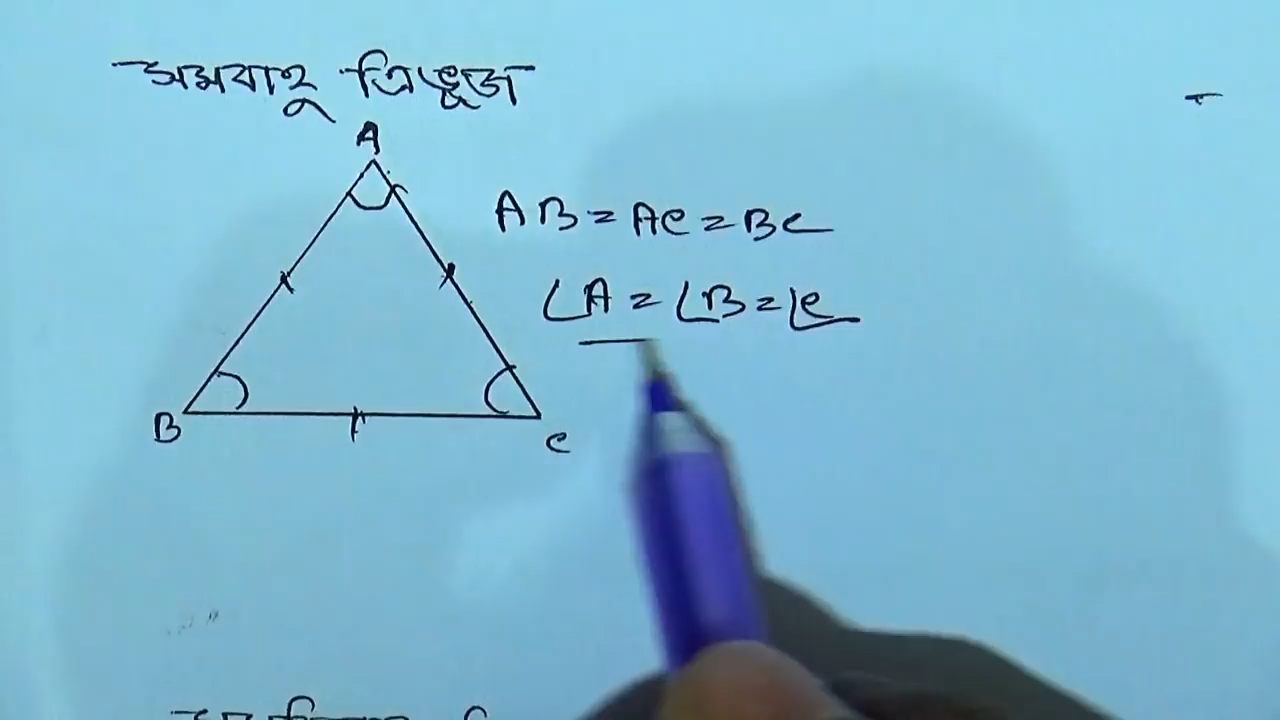 সমবাহু ত্রিভুজ
A
AB = AC = BC
∠A = ∠B = ∠C
B
C